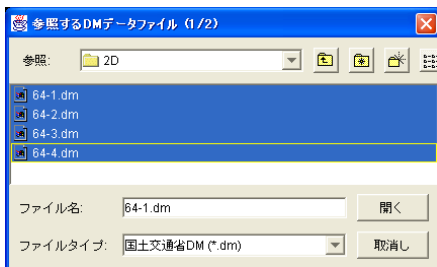 参照するDMデータファイル (1/2)
参照: 2D
64-1.dm
64-2.dm
64-3.dm
64-4.dm
ファイル名: 64-1.dm 開く
ファイルタイプ: 国土交通省DM (*.dm) 取消し